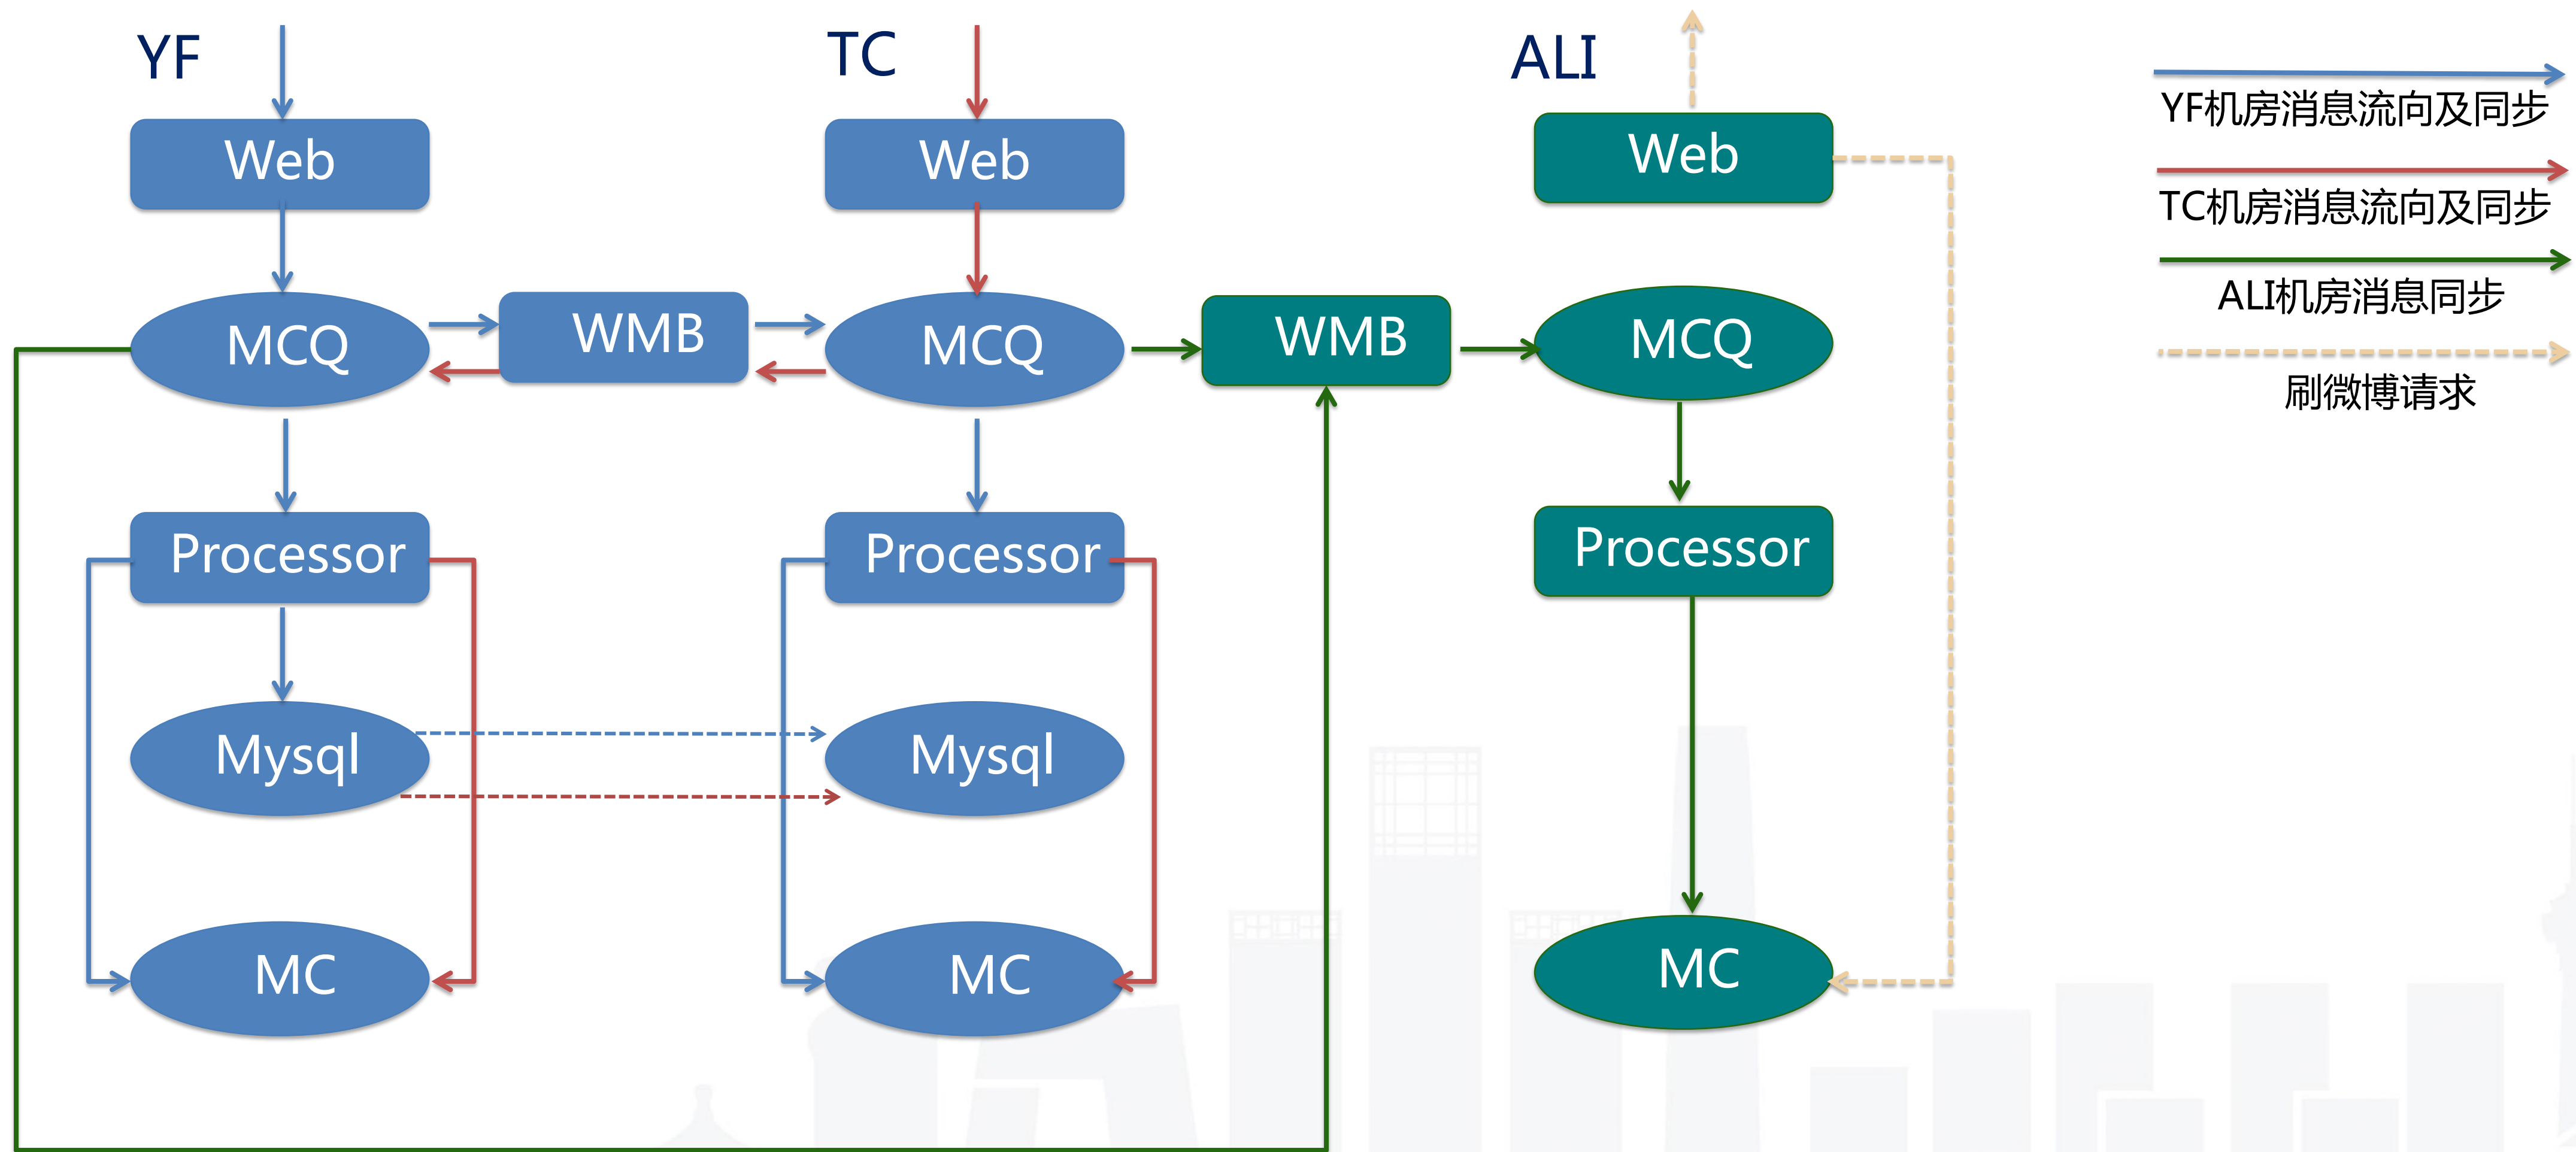 YF
TC
ALI
Web
Web
Web
MCQ
WMB
MCQ
WMB
MCQ
Processor
Processor
Processor
Mysql
Mysql
MC
MC
MC
YF机房消息流向及同步
TC机房消息流向及同步
ALI机房消息同步
刷微博请求